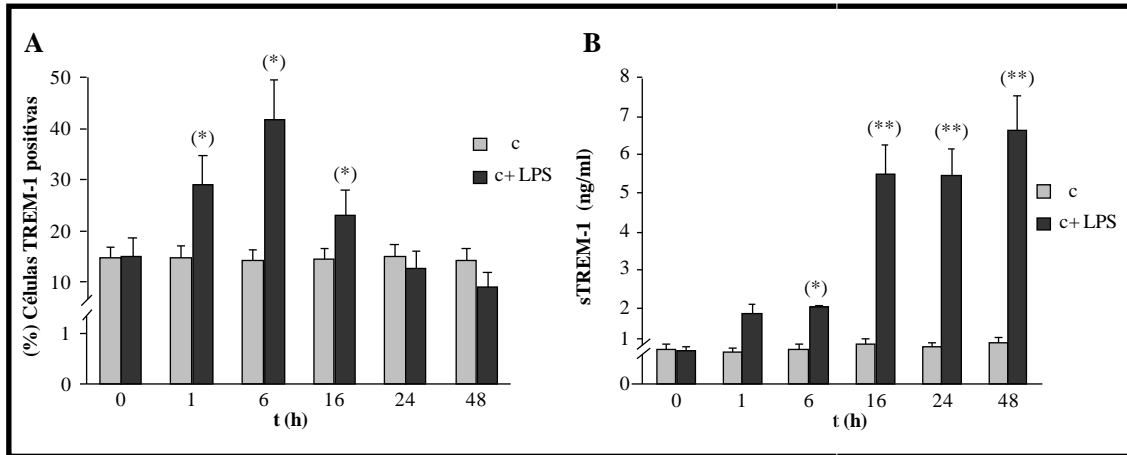 A
(%) Células TREM-1 positivas
50
40
30
20
10
1
0
(*)
(*)
(*)
c
c+LPS
0 1 6 16 24 48
t (h)
B
sTREM-1 (ng/ml)
8
7
6
5
4
3
2
1
0
(*)
(**)
(**)
(**)
c
c+LPS
0 1 6 16 24 48
t (h)